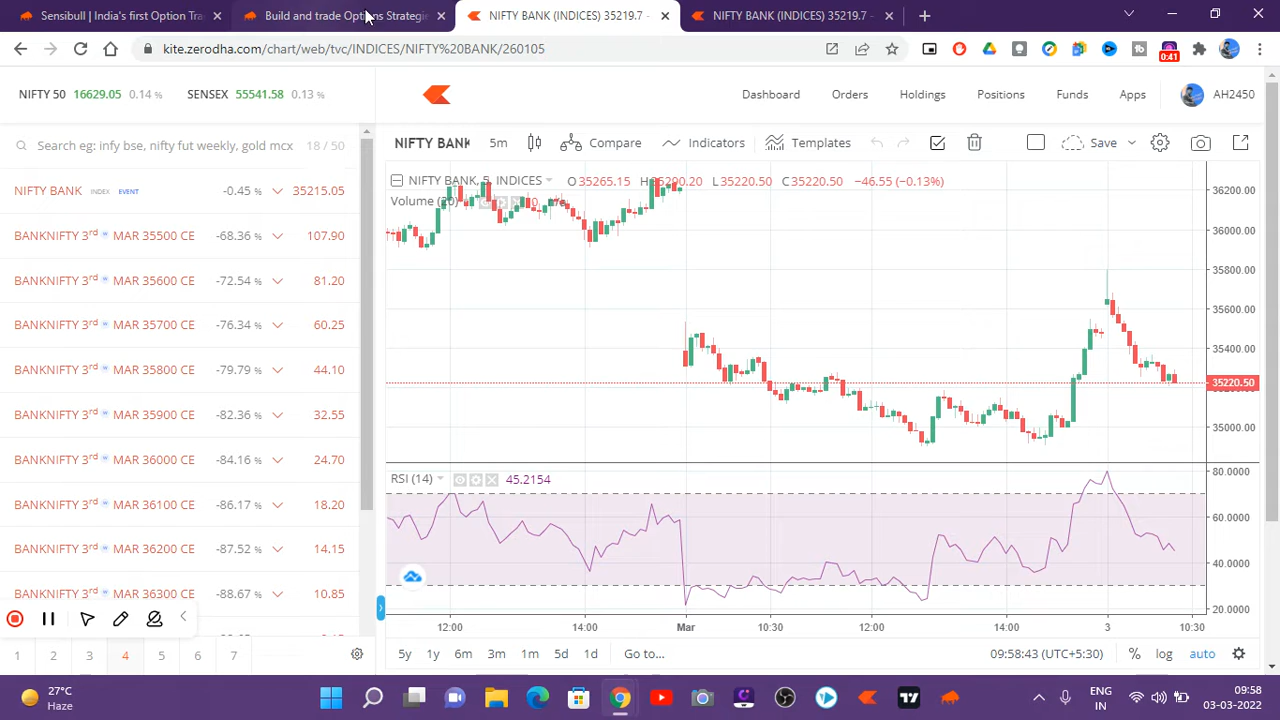 Sensibull | India's first Option Tra
Build and trade Options Strategi
NIFTY BANK (INDICES) 35219.7 -
NIFTY BANK (INDICES) 35219.7 -
kite.zerodha.com/chart/web/tvc/INDICES/NIFTY%20BANK/260105
0:41
NIFTY 50 16629.05 0.14 % SENSEX 55541.58 0.13 %
Dashboard Orders Holdings Positions Funds Apps AH2450
Search eg: infy bse, nifty fut weekly, gold mcx 18 / 50
NIFTY BANK 5m Compare Indicators Templates Save
NIFTY BANK INDEX EVENT -0.45 % 35215.05
BANKNIFTY 3rd w MAR 35500 CE -68.36 % 107.90
BANKNIFTY 3rd w MAR 35600 CE -72.54 % 81.20
BANKNIFTY 3rd w MAR 35700 CE -76.34 % 60.25
BANKNIFTY 3rd w MAR 35800 CE -79.79 % 44.10
BANKNIFTY 3rd w MAR 35900 CE -82.36 % 32.55
BANKNIFTY 3rd w MAR 36000 CE -84.16 % 24.70
BANKNIFTY 3rd w MAR 36100 CE -86.17 % 18.20
BANKNIFTY 3rd w MAR 36200 CE -87.52 % 14.15
BANKNIFTY 3rd w MAR 36300 CE -88.67 % 10.85
1 2 3 4 5 6 7
NIFTY BANK, 5, INDICES O35265.15 H35290.20 L35220.50 C35220.50 −46.55 (−0.13%)
Volume (20)
36200.00
36000.00
35800.00
35600.00
35400.00
35220.50
35000.00
RSI (14) 45.2154
80.0000
60.0000
40.0000
20.0000
12:00 14:00 Mar 10:30 12:00 14:00 3 10:30
5y 1y 6m 3m 1m 5d 1d Go to... 09:58:43 (UTC+5:30) % log auto
27°C
Haze
ENG
IN
09:58
03-03-2022